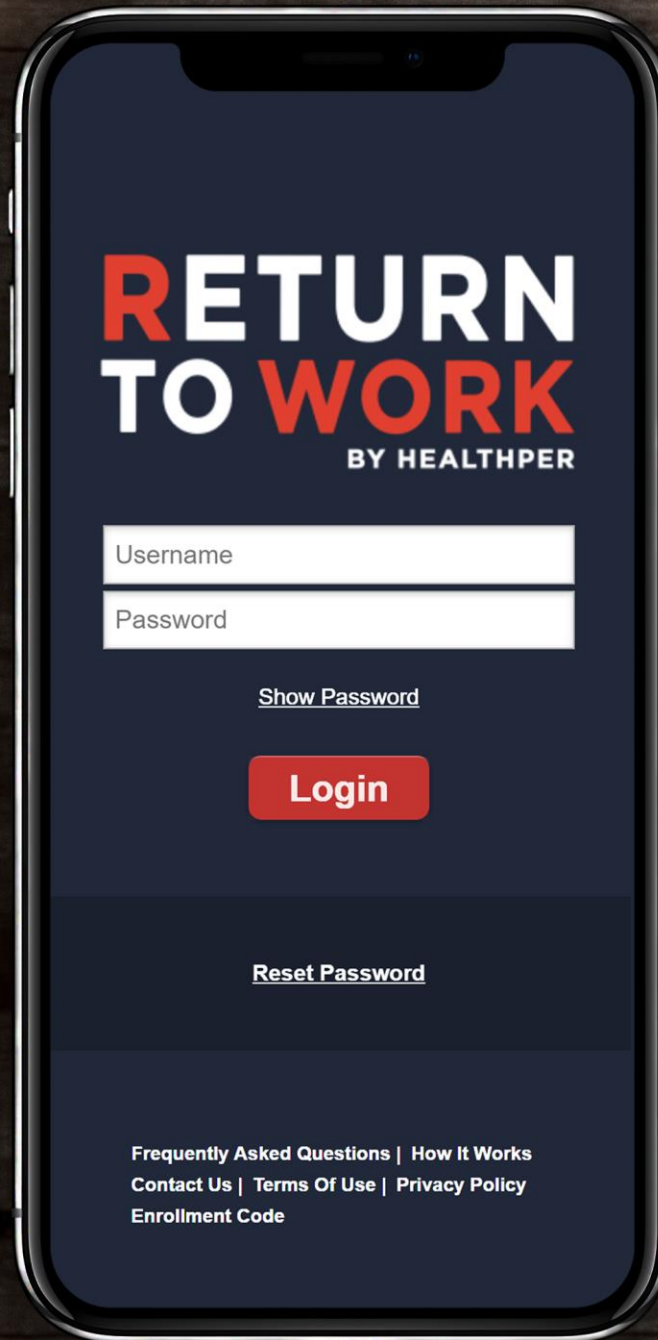 RETURN
TO WORK
BY HEALTHPER
Username
Password
Show Password
Login
Reset Password
Frequently Asked Questions | How It Works
Contact Us | Terms Of Use | Privacy Policy
Enrollment Code